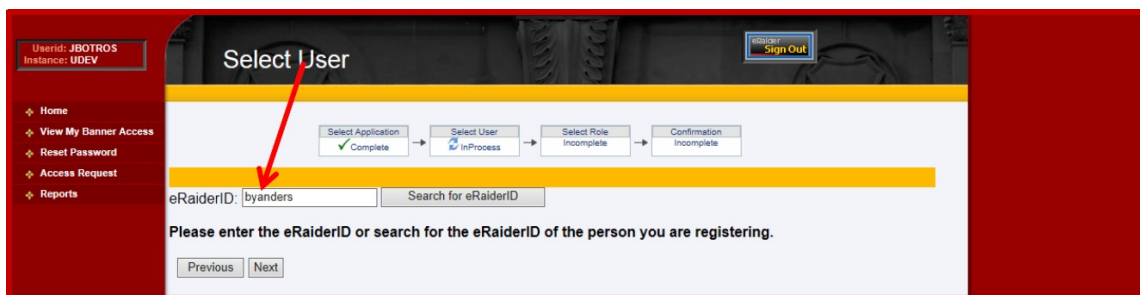 Userid: JBOTROS
Instance: UDEV
Select User
eRaider
Sign Out
Home
View My Banner Access
Reset Password
Access Request
Reports
Select Application
Complete
Select User
InProcess
Select Role
Incomplete
Confirmation
Incomplete
eRaiderID: byanders Search for eRaiderID
Please enter the eRaiderID or search for the eRaiderID of the person you are registering.
Previous Next